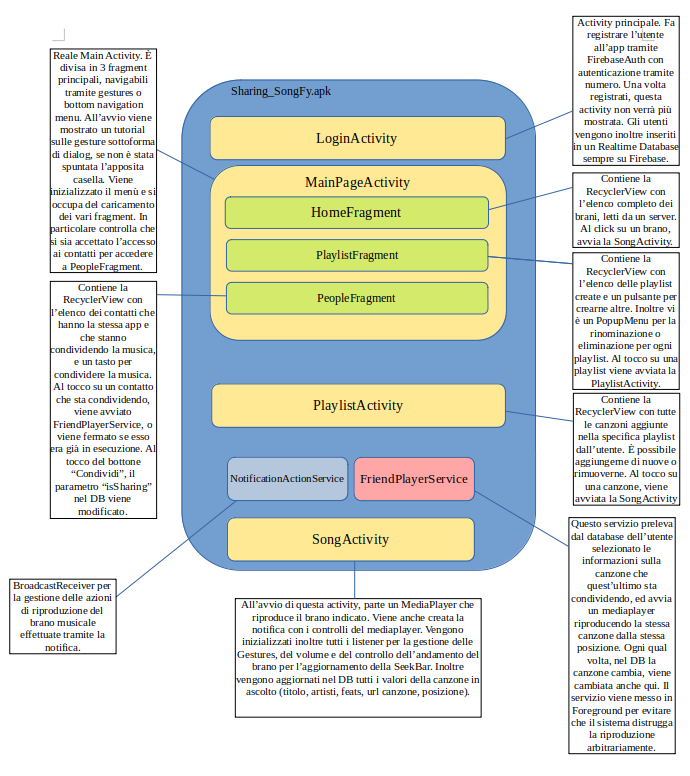 Activity principale. Fa
registrare l'utente
all'app tramite
FirebaseAuth con
autenticazione tramite
numero. Una volta
registrati, questa
activity non verrà più
mostrata. Gli utenti
vengono inoltre inseriti
in un Realtime Database
sempre su Firebase.
Reale Main Activity. È
divisa in 3 fragment
principali, navigabili
tramite gestures o
bottom navigation
menu. All'avvio viene
mostrato un tutorial
sulle gesture sottoforma
di dialog, se non è stata
spuntata l'apposita
casella. Viene
inizializzato il menù e si
occupa del caricamento
dei vari fragment. In
particolare controlla che
si sia accettato l'accesso
ai contatti per accedere
a PeopleFragment.
Sharing_SongFy.apk
LoginActivity
MainPageActivity
HomeFragment
PlaylistFragment
PeopleFragment
PlaylistActivity
NotificationActionService
FriendPlayerService
SongActivity
Contiene la
RecyclerView con
l'elenco completo dei
brani, letti da un server.
Al click su un brano,
avvia la SongActivity.
Contiene la
RecyclerView con
l'elenco delle playlist
create e un pulsante per
crearne altre. Inoltre vi
è un PopupMenu per la
rinominazione o
eliminazione per ogni
playlist. Al tocco su una
playlist viene avviata la
PlaylistActivity.
Contiene la
RecyclerView con
l'elenco dei contatti che
hanno la stessa app e
che stanno
condividendo la musica,
e un tasto per
condividere la musica.
Al tocco su un contatto
che sta condividendo,
viene avviato
FriendPlayerService, o
viene fermato se esso
era già in esecuzione. Al
tocco del bottone
“Condividi”, il
parametro “isSharing”
nel DB viene
modificato.
Contiene la
RecyclerView con tutte
le canzoni aggiunte
nella specifica playlist
dall'utente. È possibile
aggiungerne di nuove o
rimuoverne. Al tocco su
una canzone, viene
avviata la SongActivity
Questo servizio preleva
dal database dell'utente
selezionato le
informazioni sulla
canzone che
quest'ultimo sta
condividendo, ed avvia
un mediaplayer
riproducendo la stessa
canzone dalla stessa
posizione. Ogni qual
volta, nel DB la
canzone cambia, viene
cambiata anche qui. Il
servizio viene messo in
Foreground per evitare
che il sistema distrugga
la riproduzione
arbitrariamente.
BroadcastReceiver per
la gestione delle azioni
di riproduzione del
brano musicale
effettuate tramite la
notifica.
All'avvio di questa activity, parte un MediaPlayer che
riproduce il brano indicato. Viene anche creata la
notifica con i controlli del mediaplayer. Vengono
inizializzati inoltre tutti i listener per la gestione delle
Gestures, del volume e del controllo dell'andamento del
brano per l'aggiornamento della SeekBar. Inoltre
vengono aggiornati nel DB tutti i valori della canzone in
ascolto (titolo, artisti, feats, url canzone, posizione).